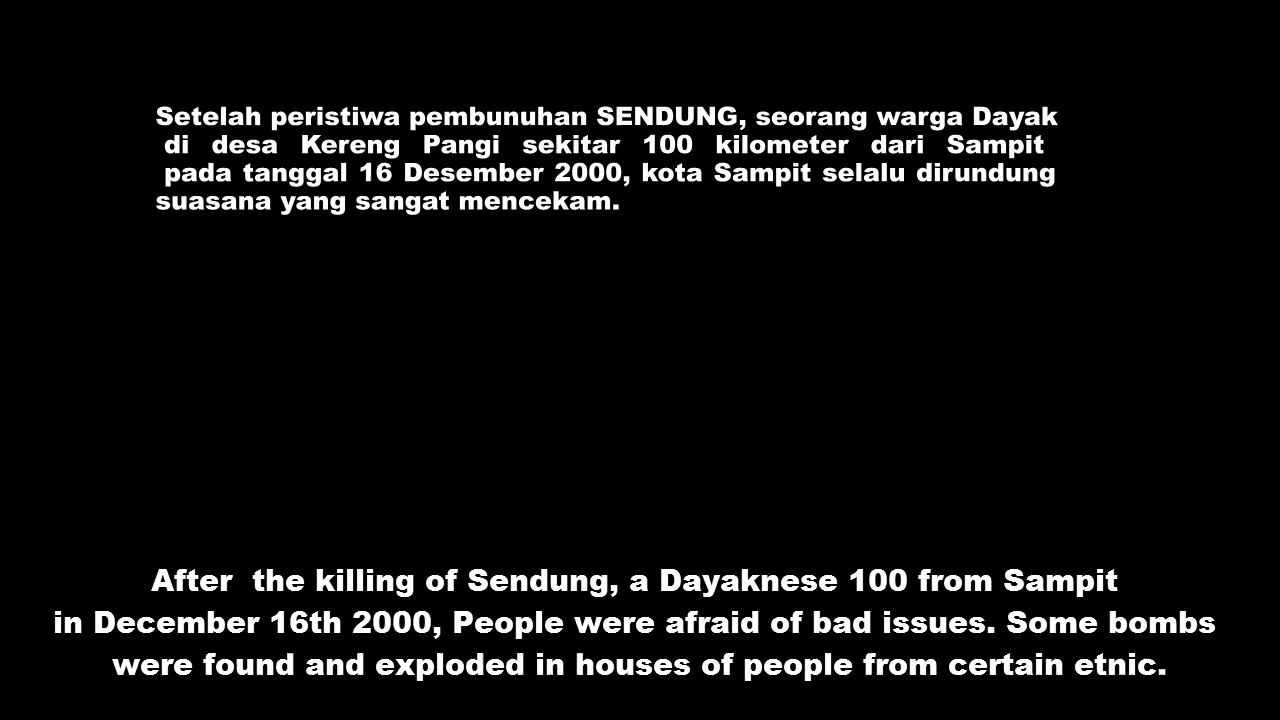 Setelah peristiwa pembunuhan SENDUNG, seorang warga Dayak
di desa Kereng Pangi sekitar 100 kilometer dari Sampit
pada tanggal 16 Desember 2000, kota Sampit selalu dirundung
suasana yang sangat mencekam.
After the killing of Sendung, a Dayaknese 100 from Sampit
in December 16th 2000, People were afraid of bad issues. Some bombs
were found and exploded in houses of people from certain etnic.